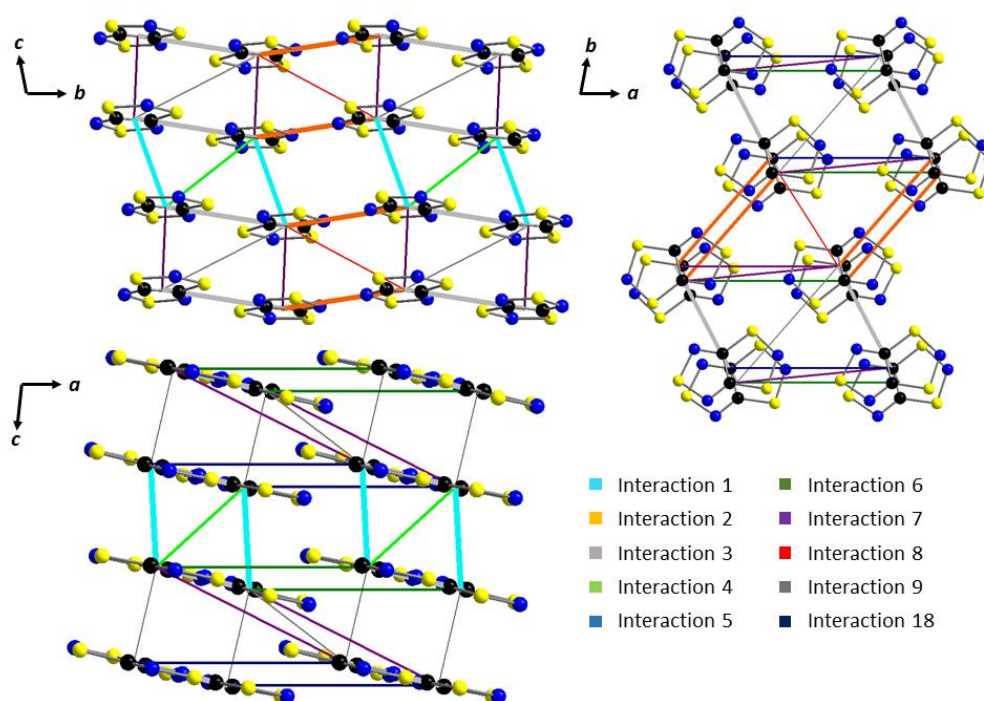 c
b
b
a
a
c
Interaction 1
Interaction 2
Interaction 3
Interaction 4
Interaction 5
Interaction 6
Interaction 7
Interaction 8
Interaction 9
Interaction 18